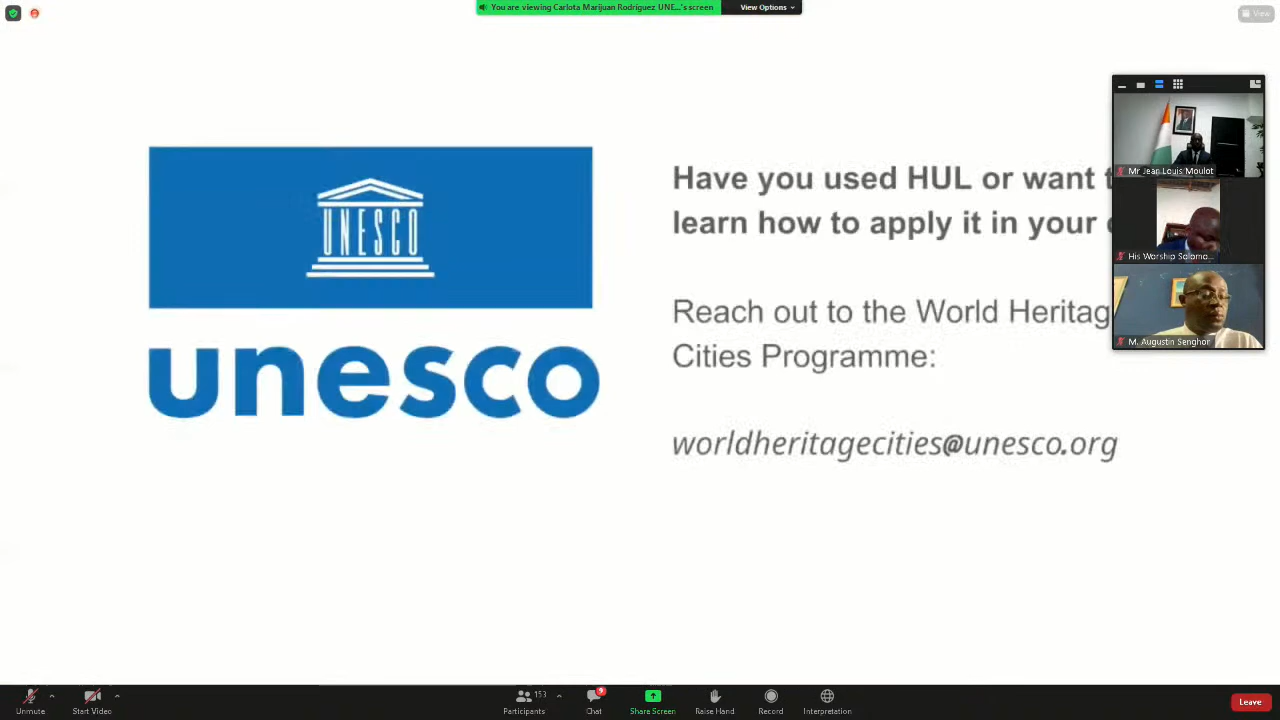 You are viewing Carlota Marijuan Rodriguez UNE...'s screen
View Options
View
UNESCO
unesco
Have you used HUL or want t
learn how to apply it in your
Reach out to the World Heritag
Cities Programme:
worldheritagecities@unesco.org
Mr Jean Louis Moulot
His Worship Solomo...
M. Augustin Senghor
Unmute
Start Video
153
Participants
9
Chat
Share Screen
Raise Hand
Record
Interpretation
Leave